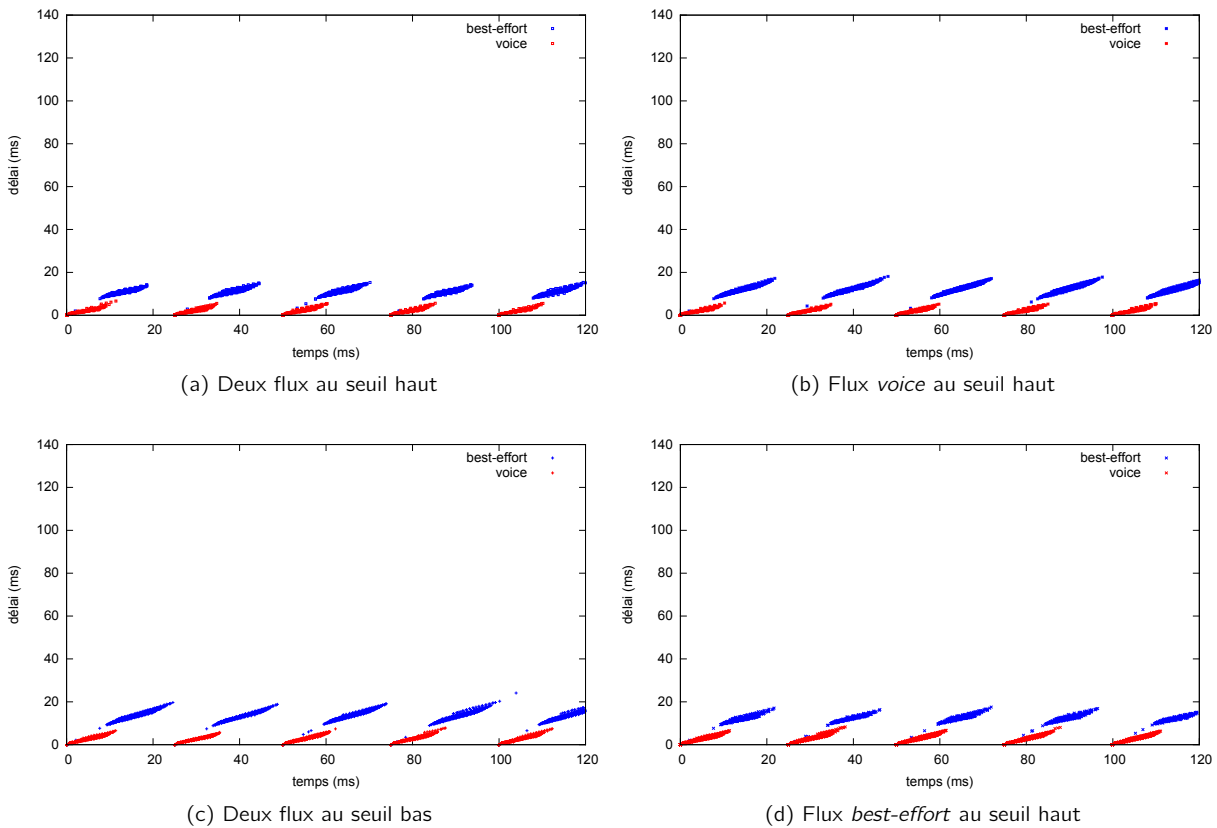 140
120
100
80
60
40
20
0
0 20 40 60 80 100 120
délai (ms)
temps (ms)
best-effort
voice
(a) Deux flux au seuil haut
140
120
100
80
60
40
20
0
0 20 40 60 80 100 120
délai (ms)
temps (ms)
best-effort
voice
(b) Flux voice au seuil haut
140
120
100
80
60
40
20
0
0 20 40 60 80 100 120
délai (ms)
temps (ms)
best-effort
voice
(c) Deux flux au seuil bas
140
120
100
80
60
40
20
0
0 20 40 60 80 100 120
délai (ms)
temps (ms)
best-effort
voice
(d) Flux best-effort au seuil haut